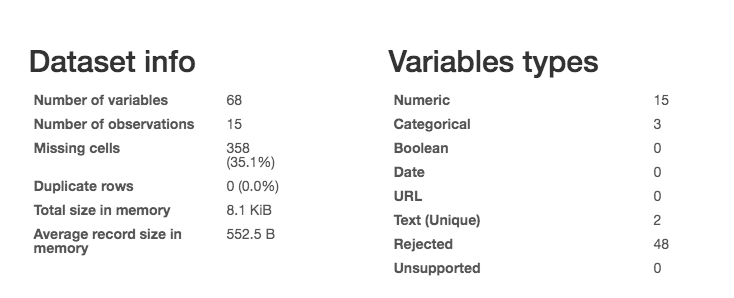 Dataset info
Number of variables 68
Number of observations 15
Missing cells 358
(35.1%)
Duplicate rows 0 (0.0%)
Total size in memory 8.1 KiB
Average record size in 552.5 B
memory
Variables types
Numeric 15
Categorical 3
Boolean 0
Date 0
URL 0
Text (Unique) 2
Rejected 48
Unsupported 0